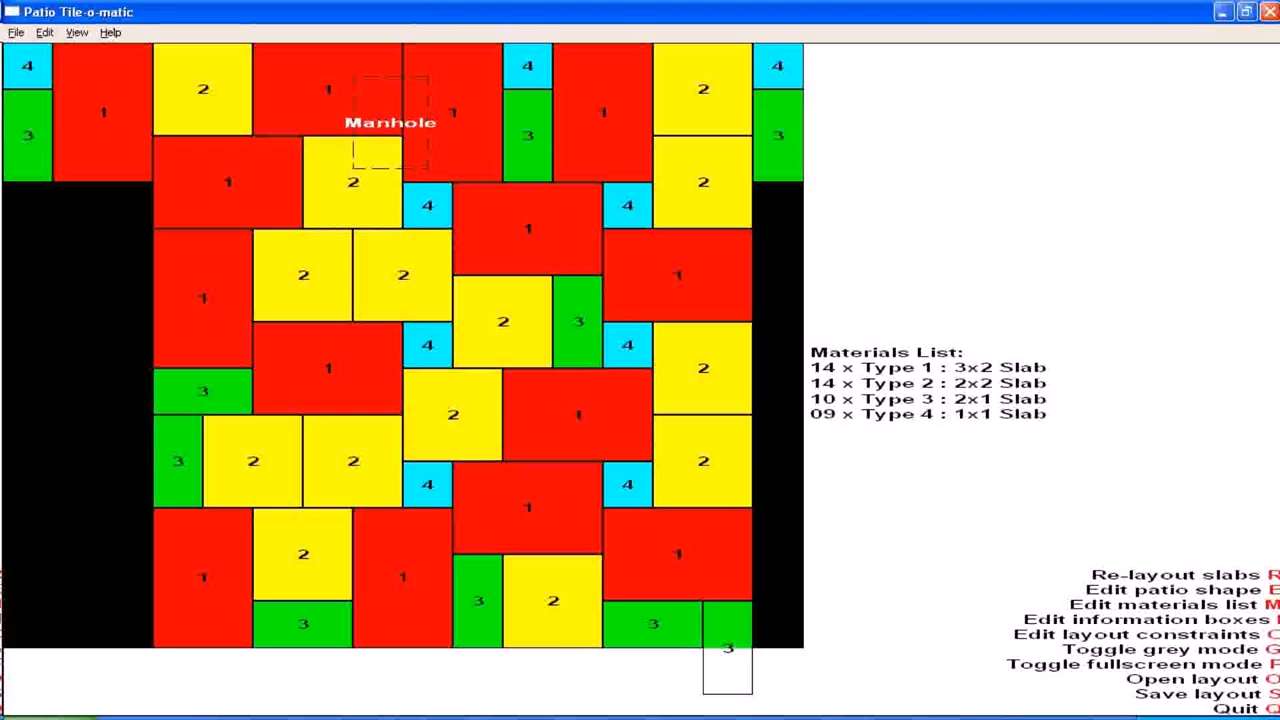 Patio Tile-o-matic
File Edit View Help
4 1 2 1 1 4 1 2 4
3 3 3
Manhole
1 2 4 4 2
1 2 2 1 1
2 3
1 4 4 2
3 2 1
3 2 2 4 4 2
1 2 1 1 1
3 3 2 3 3
Materials List:
14 x Type 1 : 3x2 Slab
14 x Type 2 : 2x2 Slab
10 x Type 3 : 2x1 Slab
09 x Type 4 : 1x1 Slab
Re-layout slabs R
Edit patio shape E
Edit materials list M
Edit information boxes
Edit layout constraints C
Toggle grey mode G
Toggle fullscreen mode F
Open layout O
Save layout S
Quit Q